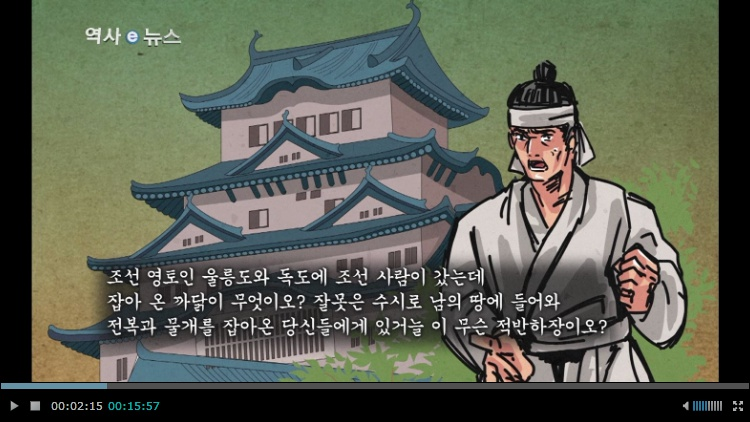 역사 e 뉴스
조선 영토인 울릉도와 독도에 조선 사람이 갔는데
잡아 온 까닭이 무엇이오? 잘못은 수시로 남의 땅에 들어와
전복과 물개를 잡아온 당신들에게 있거늘 이 무슨 적반하장이오?
00:02:15 00:15:57